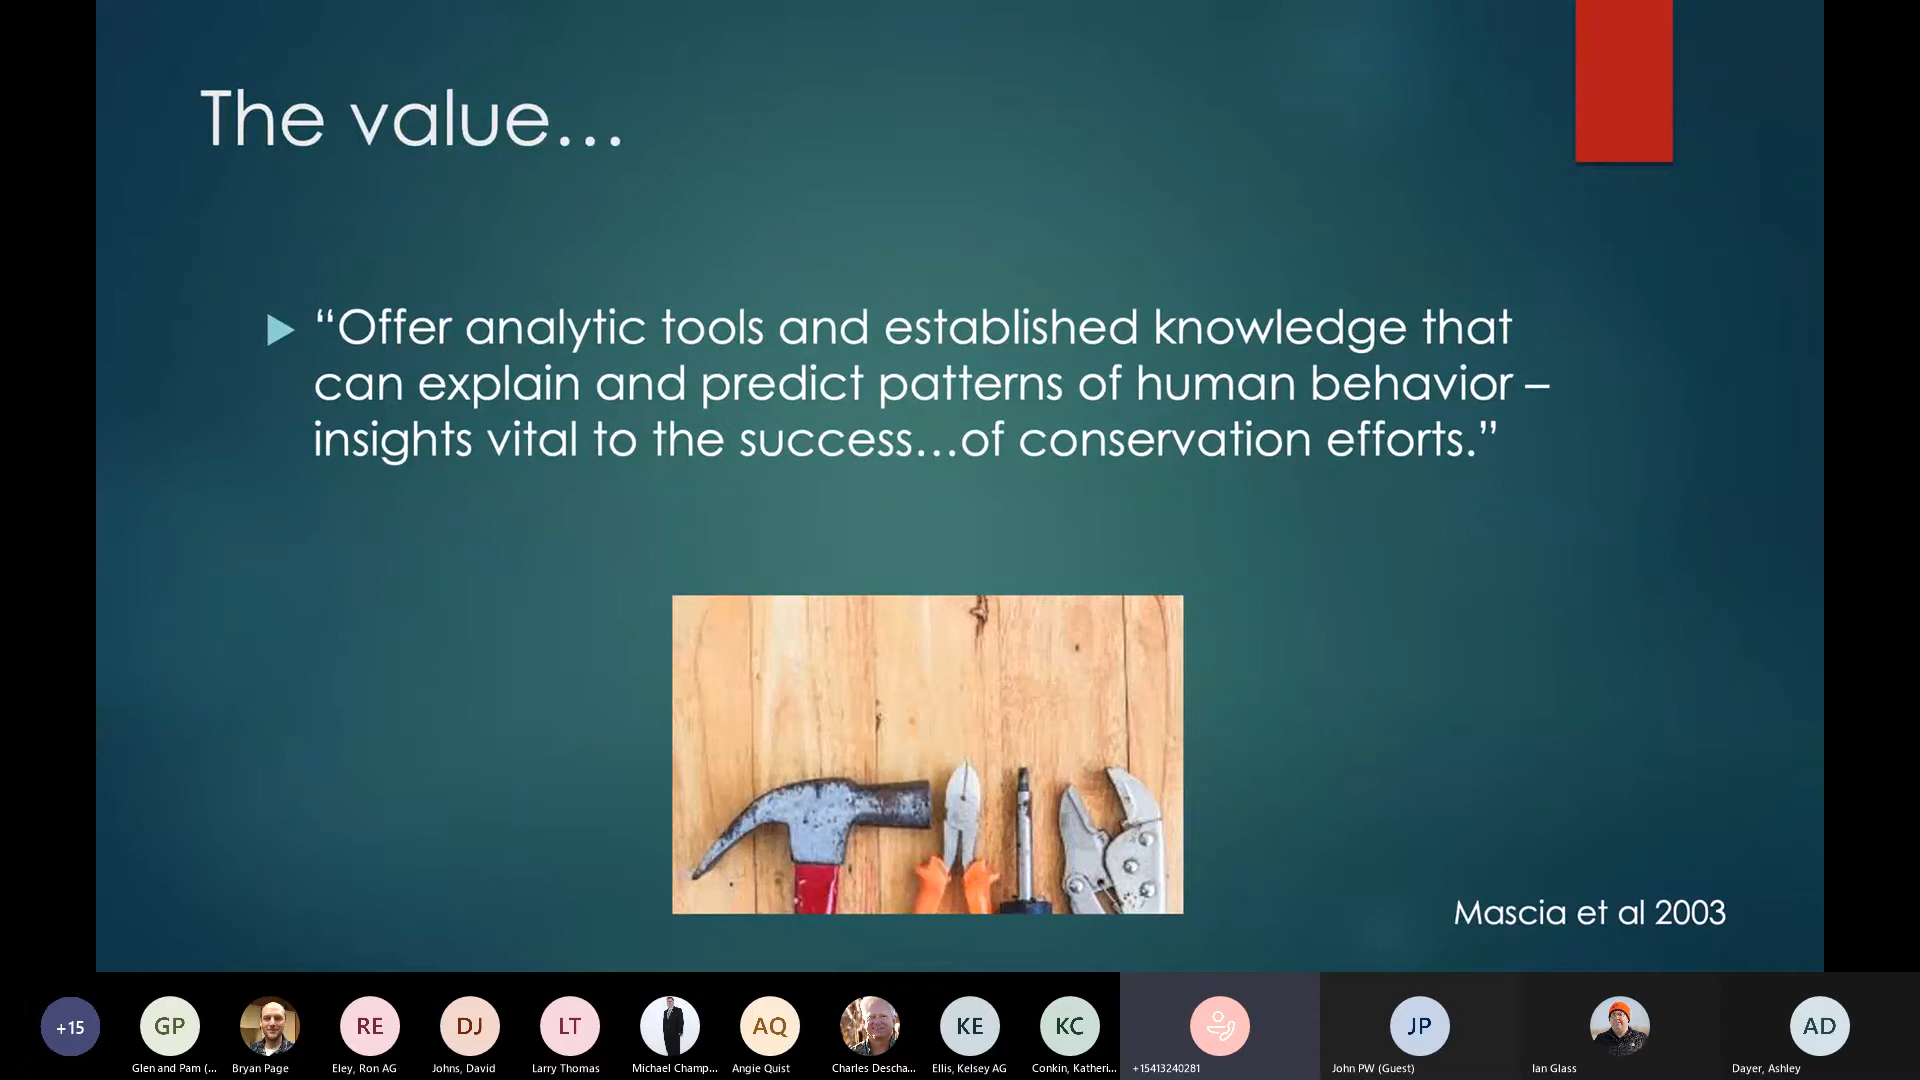 The value…
“Offer analytic tools and established knowledge that
can explain and predict patterns of human behavior –
insights vital to the success…of conservation efforts.”
Mascia et al 2003
+15
GP
RE
DJ
LT
AQ
KE
KC
JP
AD
Glen and Pam (...
Bryan Page
Eley, Ron AG
Johns, David
Larry Thomas
Michael Champ...
Angie Quist
Charles Descha...
Ellis, Kelsey AG
Conkin, Katheri...
+15413240281
John PW (Guest)
Ian Glass
Dayer, Ashley